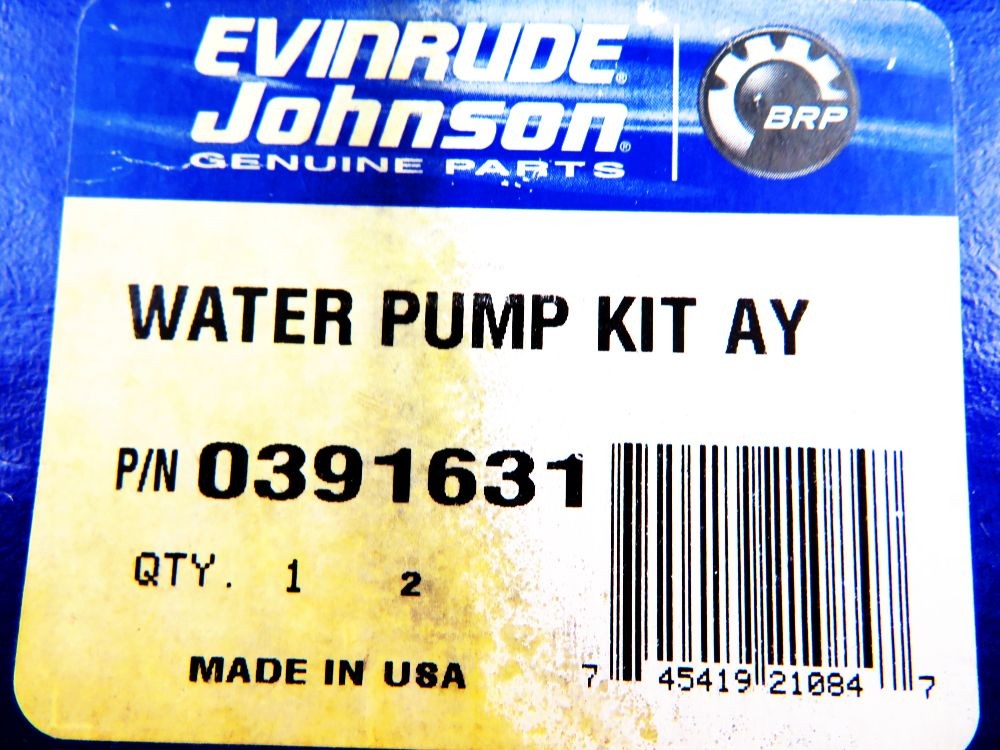 EVINRUDE®
Johnson®
GENUINE PARTS
BRP
WATER PUMP KIT AY
P/N 0391631
QTY. 1 2
MADE IN USA
7 45419 21084 7